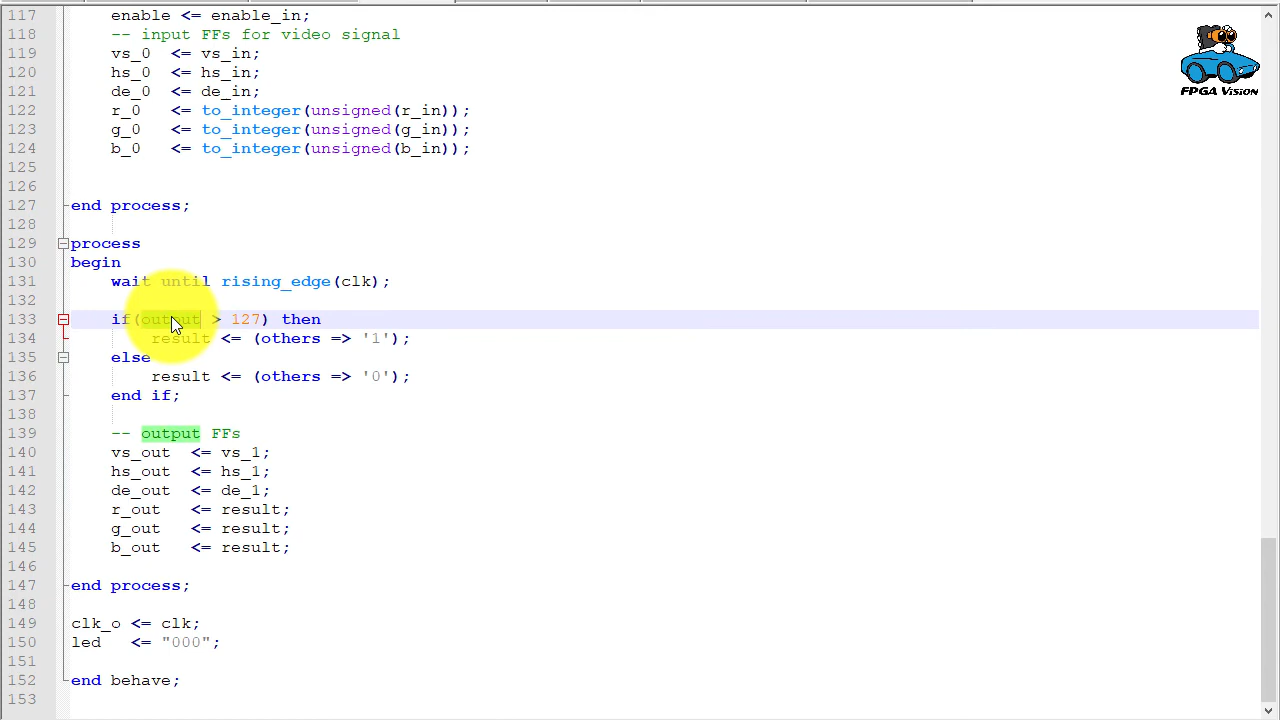 117 enable <= enable_in;
118 -- input FFs for video signal
119 vs_0 <= vs_in;
120 hs_0 <= hs_in;
121 de_0 <= de_in;
122 r_0 <= to_integer(unsigned(r_in));
123 g_0 <= to_integer(unsigned(g_in));
124 b_0 <= to_integer(unsigned(b_in));
125
126
127 end process;
128
129 process
130 begin
131 wait until rising_edge(clk);
132
133 if(output > 127) then
134 result <= (others => '1');
135 else
136 result <= (others => '0');
137 end if;
138
139 -- output FFs
140 vs_out <= vs_1;
141 hs_out <= hs_1;
142 de_out <= de_1;
143 r_out <= result;
144 g_out <= result;
145 b_out <= result;
146
147 end process;
148
149 clk_o <= clk;
150 led <= "000";
151
152 end behave;
153
FPGA Vision